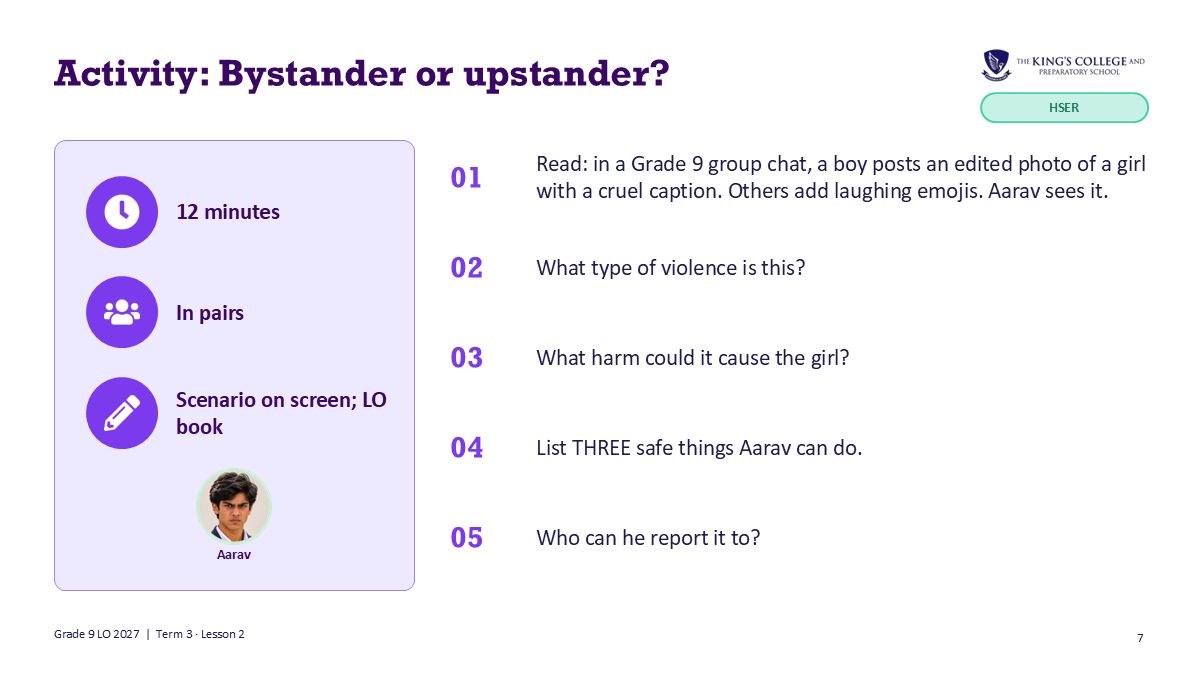 Activity: Bystander or upstander?
THE KING'S COLLEGE AND
PREPARATORY SCHOOL
HSER
12 minutes
In pairs
Scenario on screen; LO
book
Aarav
01
Read: in a Grade 9 group chat, a boy posts an edited photo of a girl
with a cruel caption. Others add laughing emojis. Aarav sees it.
02
What type of violence is this?
03
What harm could it cause the girl?
04
List THREE safe things Aarav can do.
05
Who can he report it to?
Grade 9 LO 2027 | Term 3 · Lesson 2
7